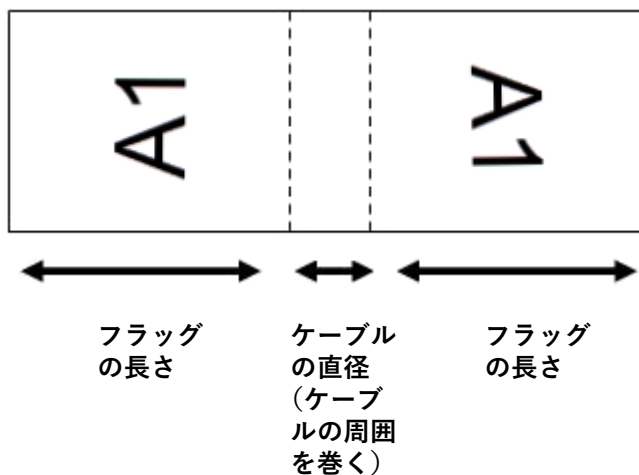 A1
A1
フラッグ
の長さ
ケーブル
の直径
（ケーブ
ルの周囲
を巻く）
フラッグ
の長さ